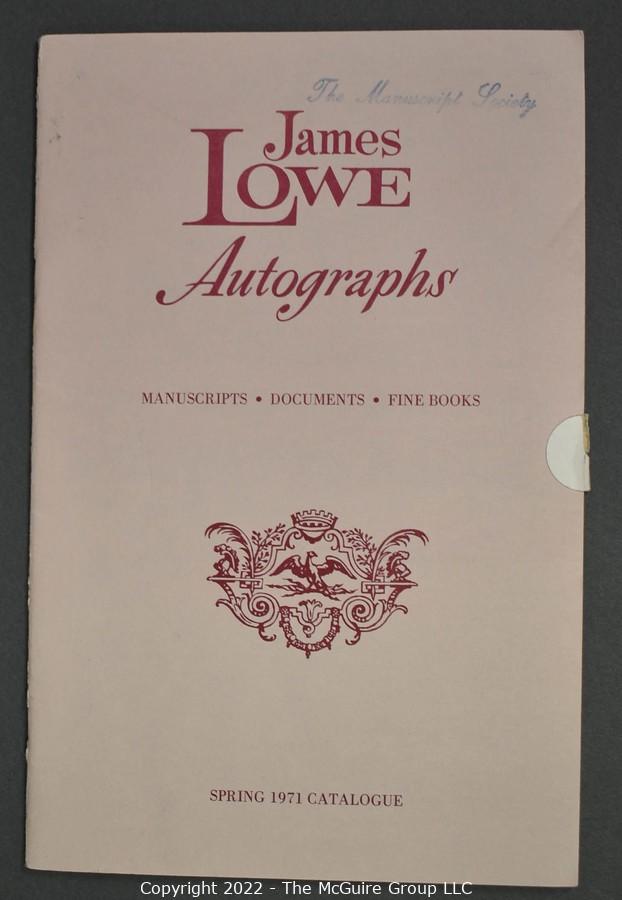 The Manuscript Society
James
LOWE
Autographs
MANUSCRIPTS • DOCUMENTS • FINE BOOKS
SPRING 1971 CATALOGUE
Copyright 2022 - The McGuire Group LLC